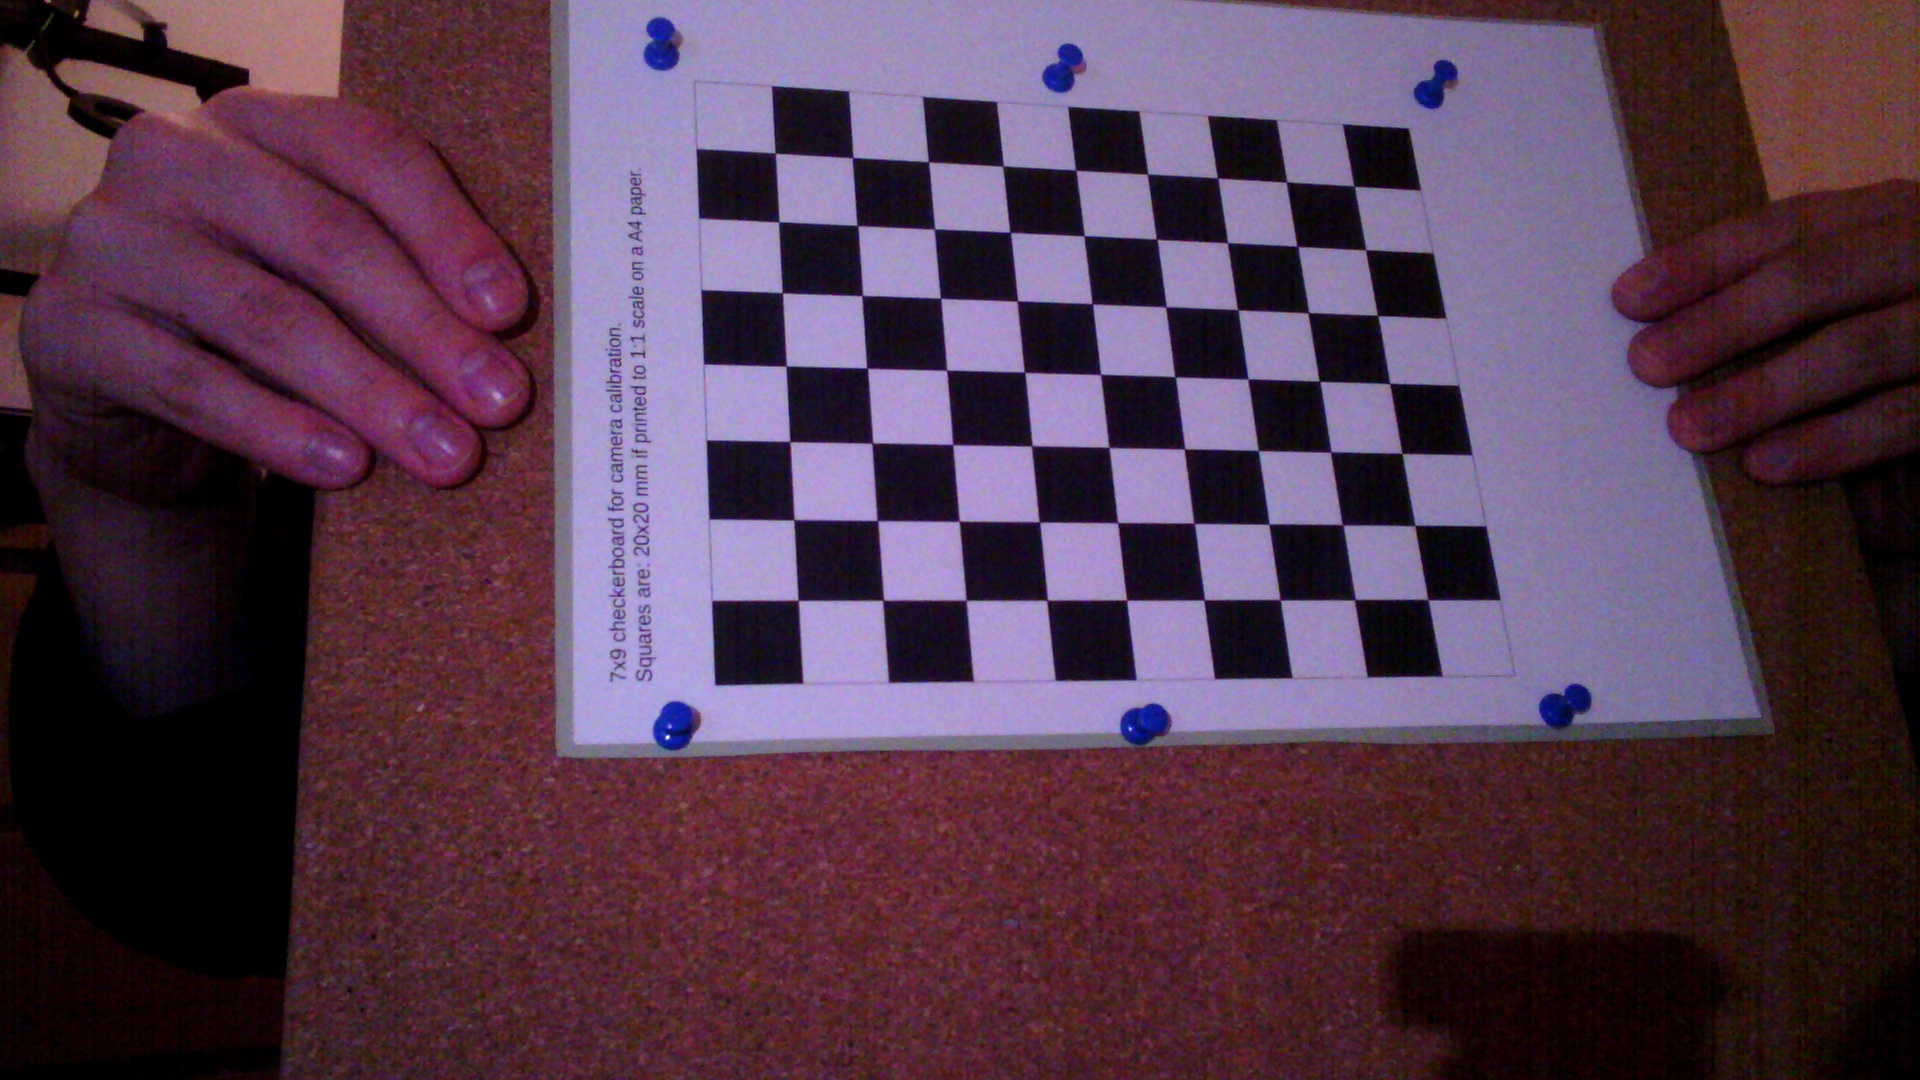 7x9 checkerboard for camera calibration.
Squares are: 20x20 mm if printed to 1:1 scale on a A4 paper.